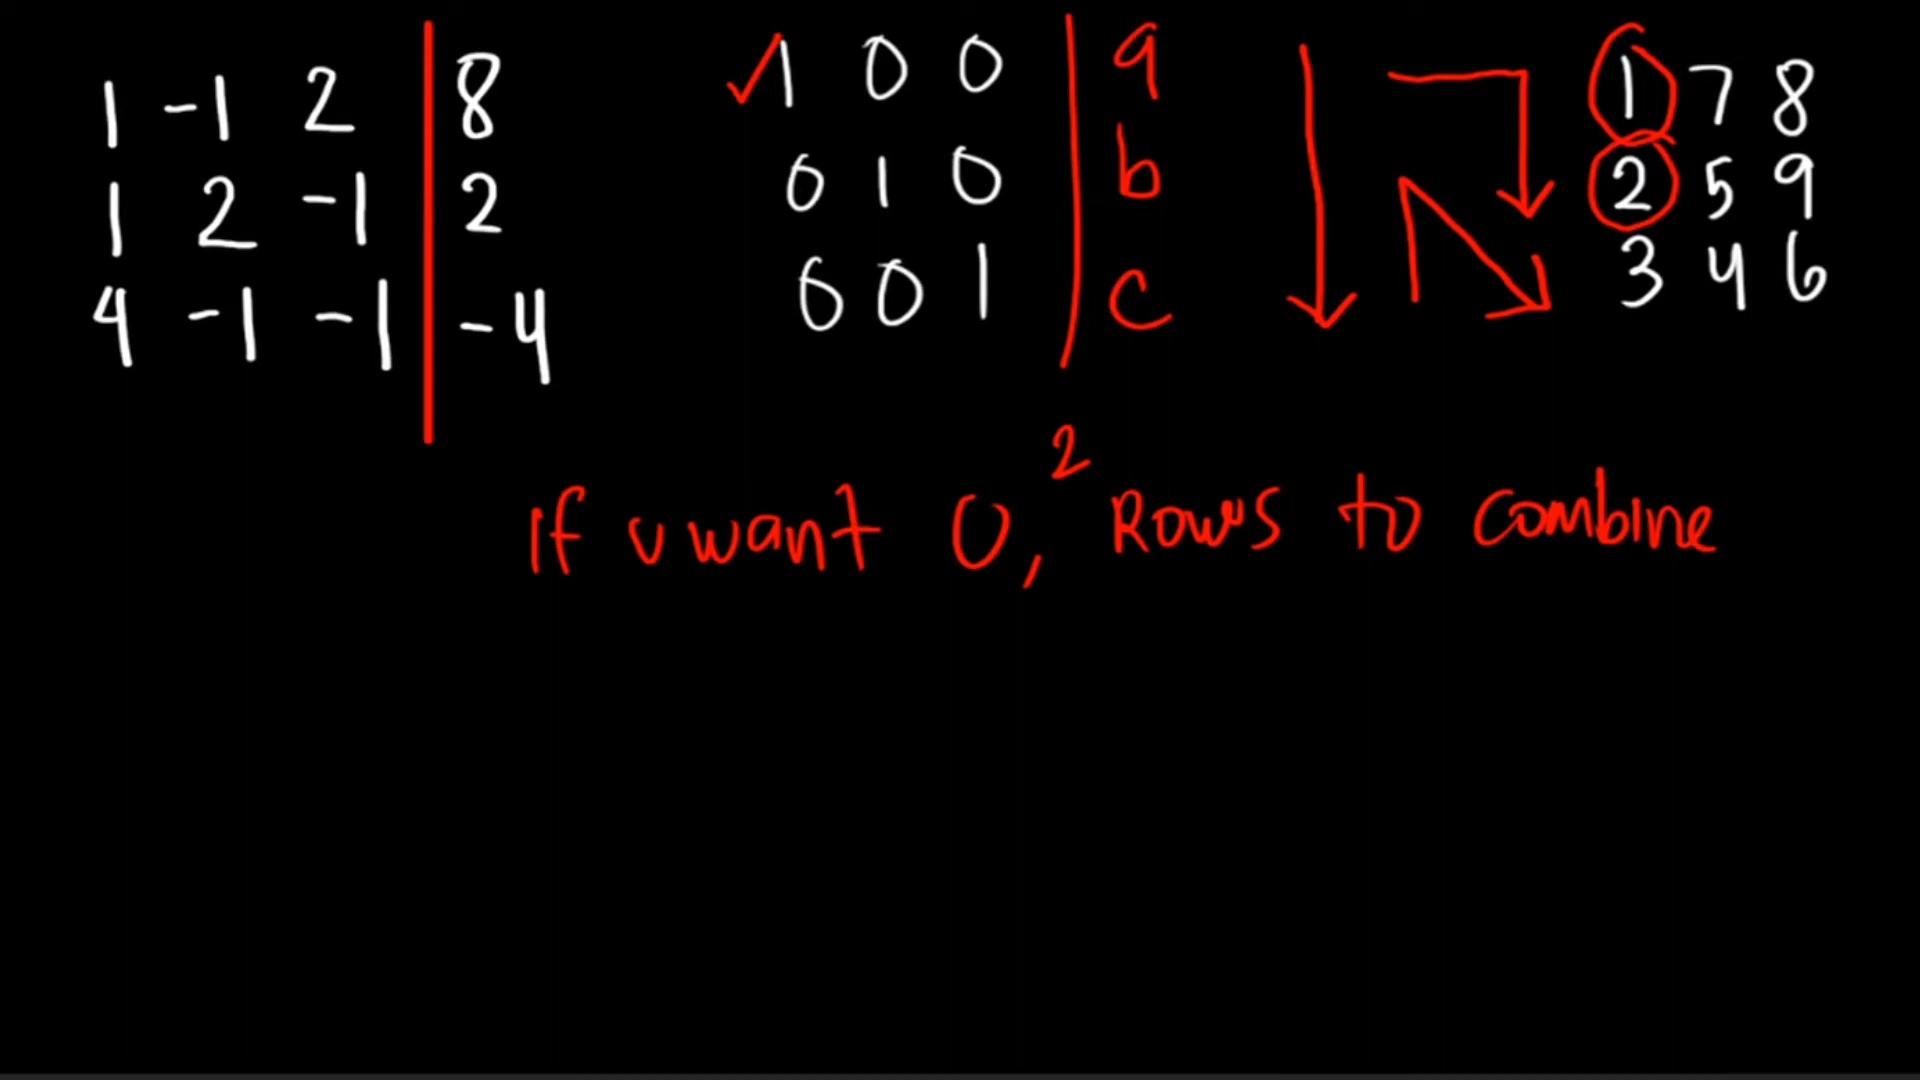 1 -1 2 | 8
1 2 -1 | 2
4 -1 -1 | -4
1 0 0 | a
0 1 0 | b
0 0 1 | c
1 7 8
2 5 9
3 4 6
If u want 0, 2 Rows to combine